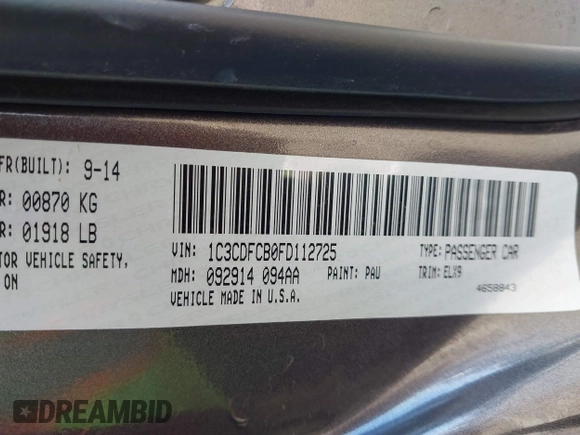 FR(BUILT): 9-14
R: 00870 KG
R: 01918 LB
TOR VEHICLE SAFETY,
ON
VIN: 1C3CDFCB0FD112725
TYPE: PASSENGER CAR
MDH: 092914 094AA
PAINT: PAU
TRIM: ELX9
VEHICLE MADE IN U.S.A.
4658843
DREAMBID